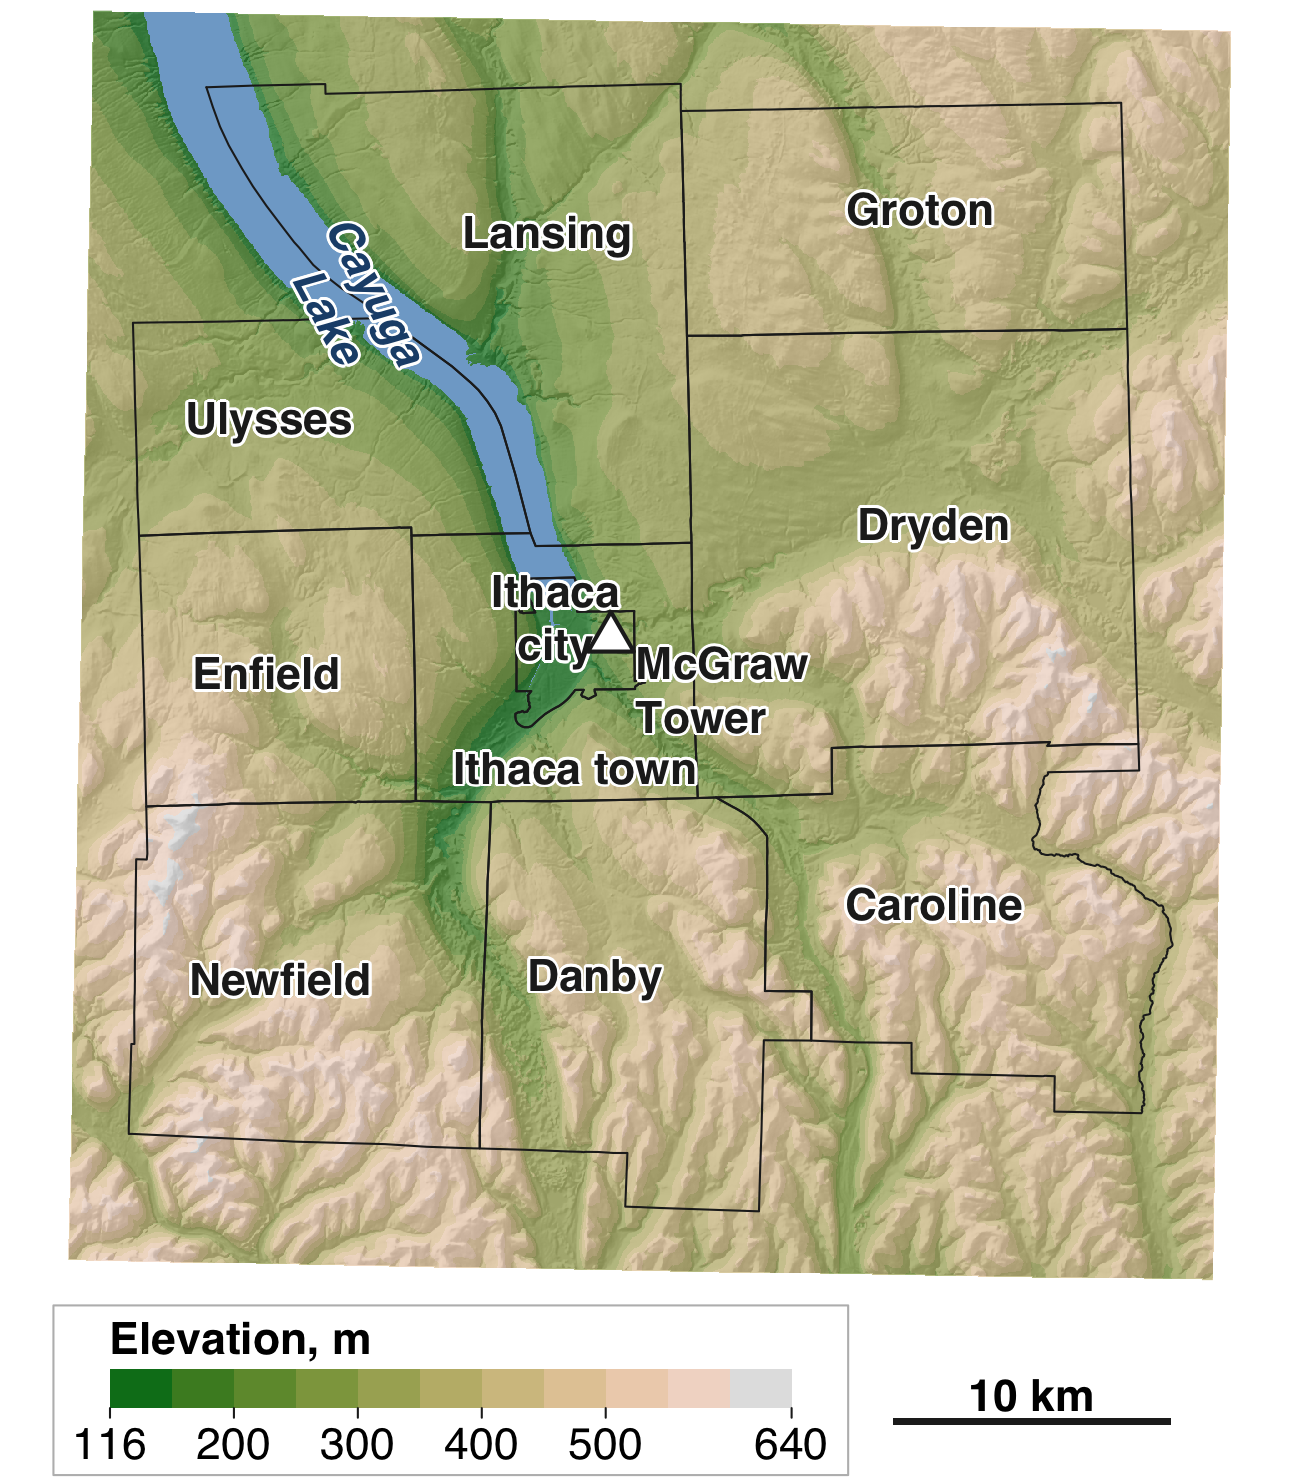 Groton
Lansing
Cayuga
Lake
Ulysses
Dryden
Ithaca
city
McGraw
Tower
Enfield
Ithaca town
Caroline
Newfield
Danby
Elevation, m
116 200 300 400 500 640
10 km